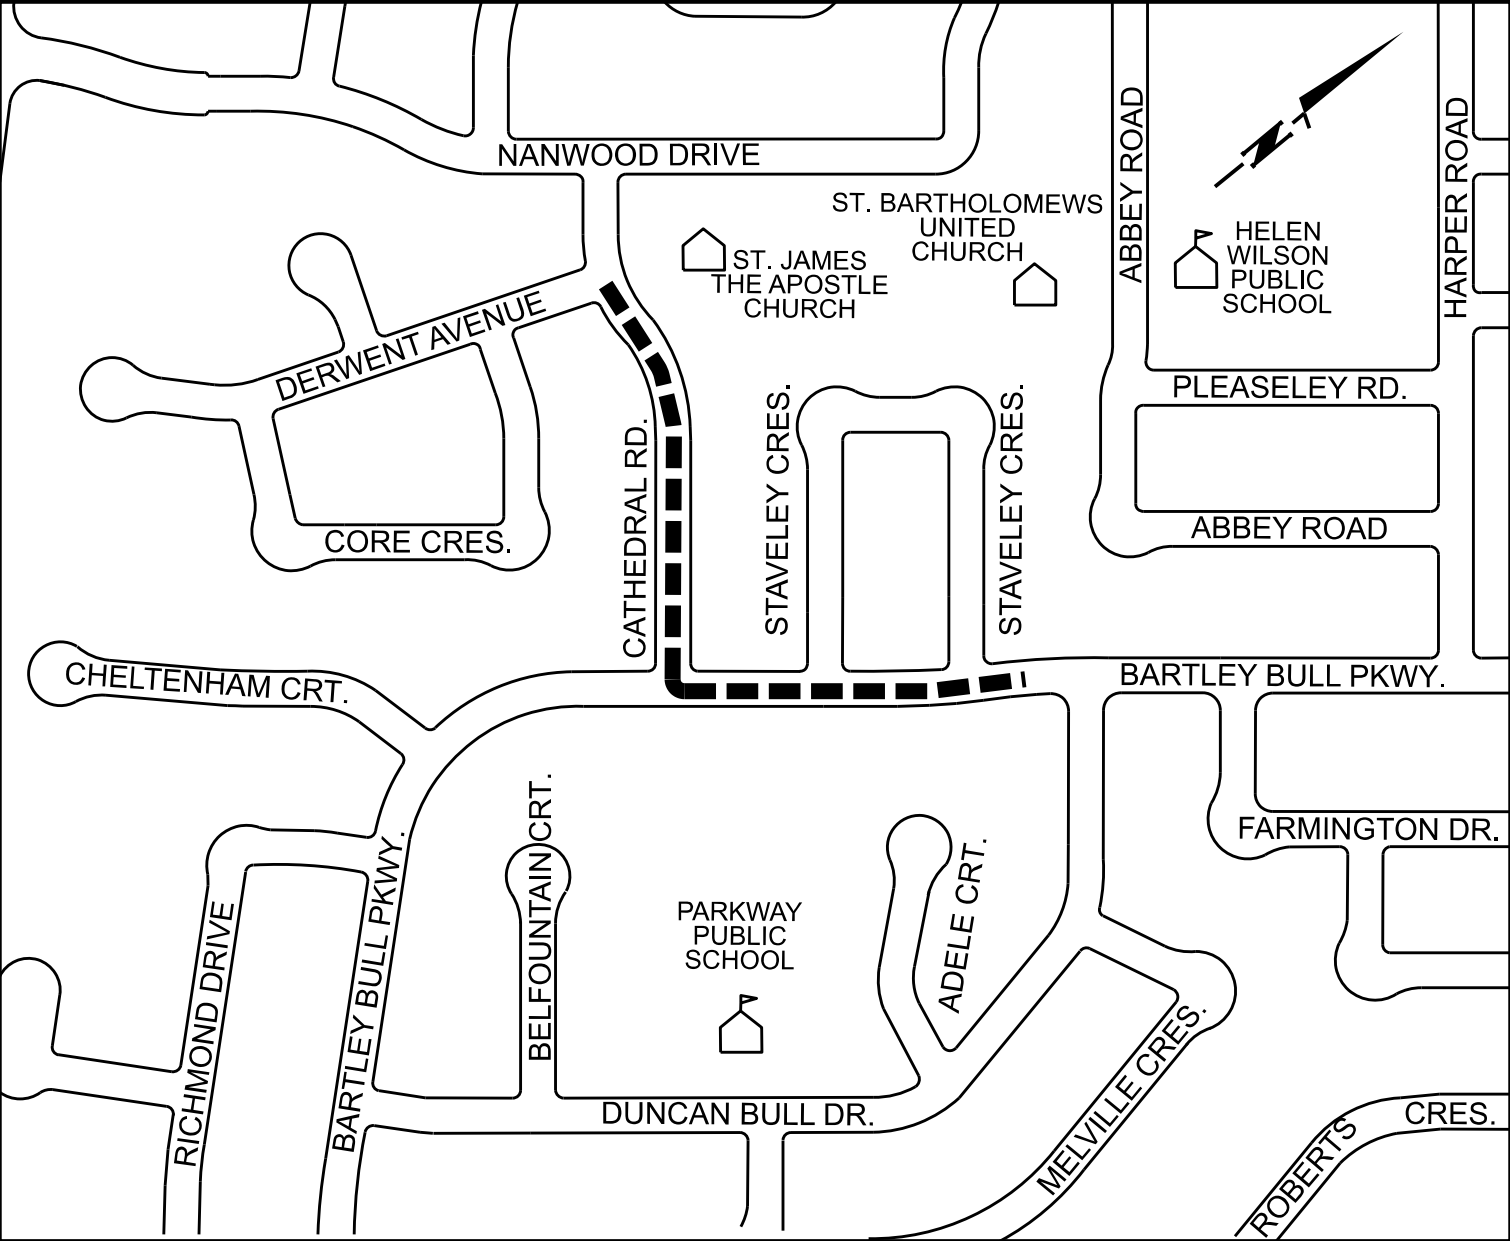 NANWOOD DRIVE
ABBEY ROAD
HARPER ROAD
N
ST. BARTHOLOMEWS
UNITED
CHURCH
HELEN
WILSON
PUBLIC
SCHOOL
ST. JAMES
THE APOSTLE
CHURCH
DERWENT AVENUE
PLEASELEY RD.
CATHEDRAL RD.
STAVELEY CRES.
STAVELEY CRES.
ABBEY ROAD
CORE CRES.
CHELTENHAM CRT.
BARTLEY BULL PKWY.
BELFOUNTAIN CRT.
FARMINGTON DR.
BARTLEY BULL PKWY.
ADELE CRT.
RICHMOND DRIVE
PARKWAY
PUBLIC
SCHOOL
MELVILLE CRES.
DUNCAN BULL DR.
ROBERTS
CRES.